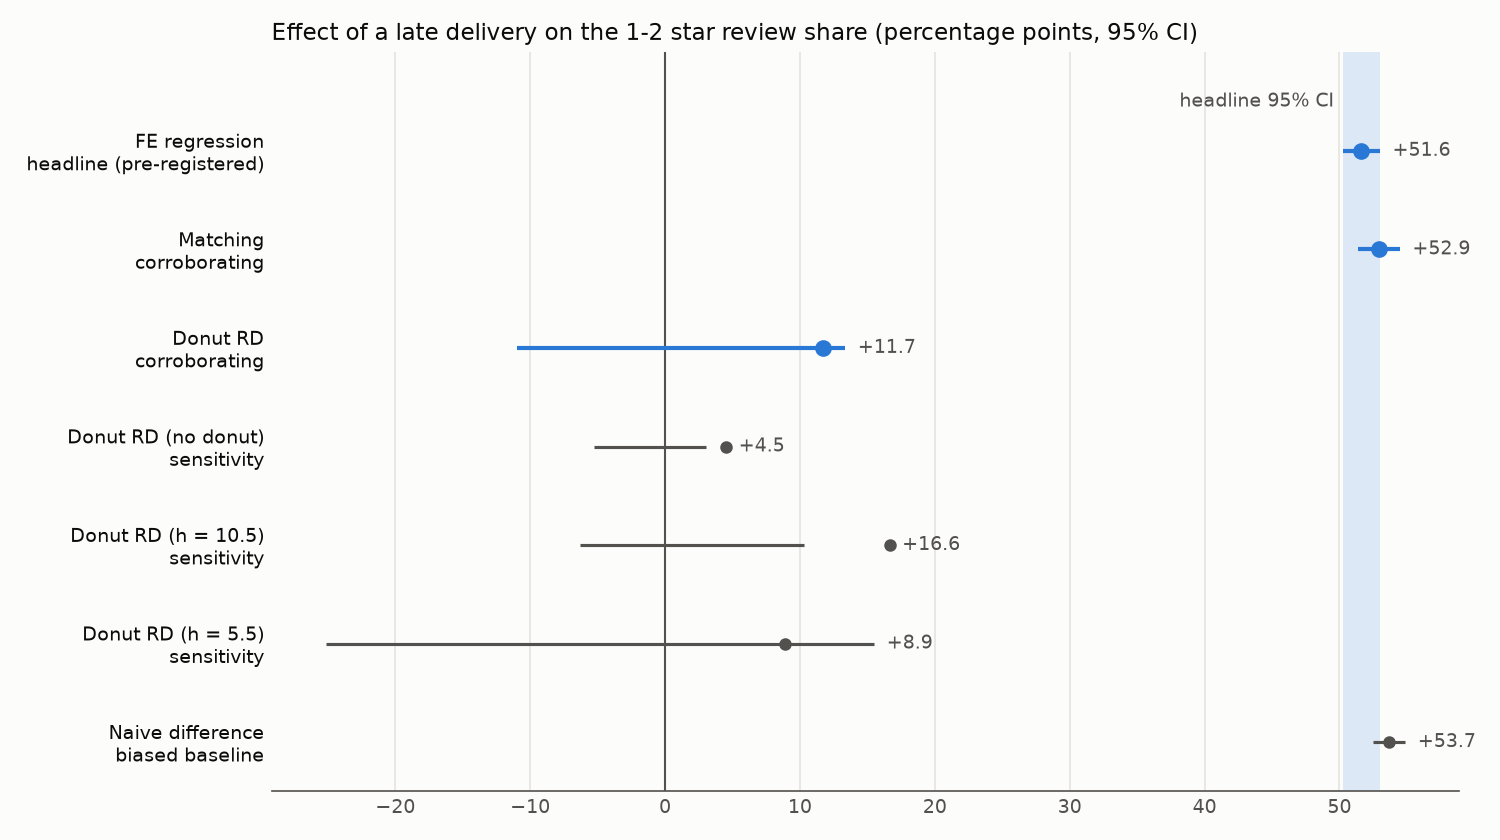 Effect of a late delivery on the 1-2 star review share (percentage points, 95% CI)
headline 95% CI
FE regression
headline (pre-registered)
+51.6
Matching
corroborating
+52.9
Donut RD
corroborating
+11.7
Donut RD (no donut)
sensitivity
+4.5
Donut RD (h = 10.5)
sensitivity
+16.6
Donut RD (h = 5.5)
sensitivity
+8.9
Naive difference
biased baseline
+53.7
−20 −10 0 10 20 30 40 50